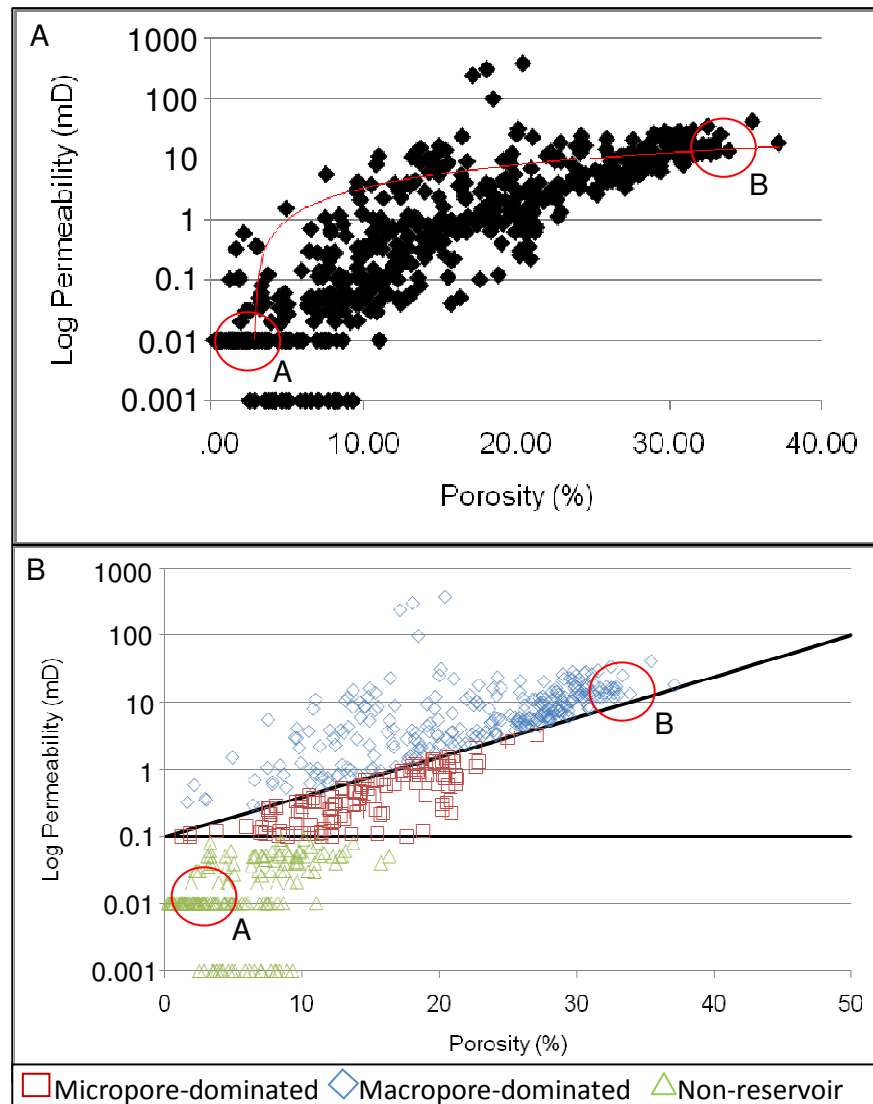 A
1000
100
10
1
0.1
0.01
0.001
Log Permeability (mD)
A
B
.00 10.00 20.00 30.00 40.00
Porosity (%)
B
1000
100
10
1
0.1
0.01
0.001
Log Permeability (mD)
B
A
0 10 20 30 40 50
Porosity (%)
Micropore-dominated Macropore-dominated Non-reservoir